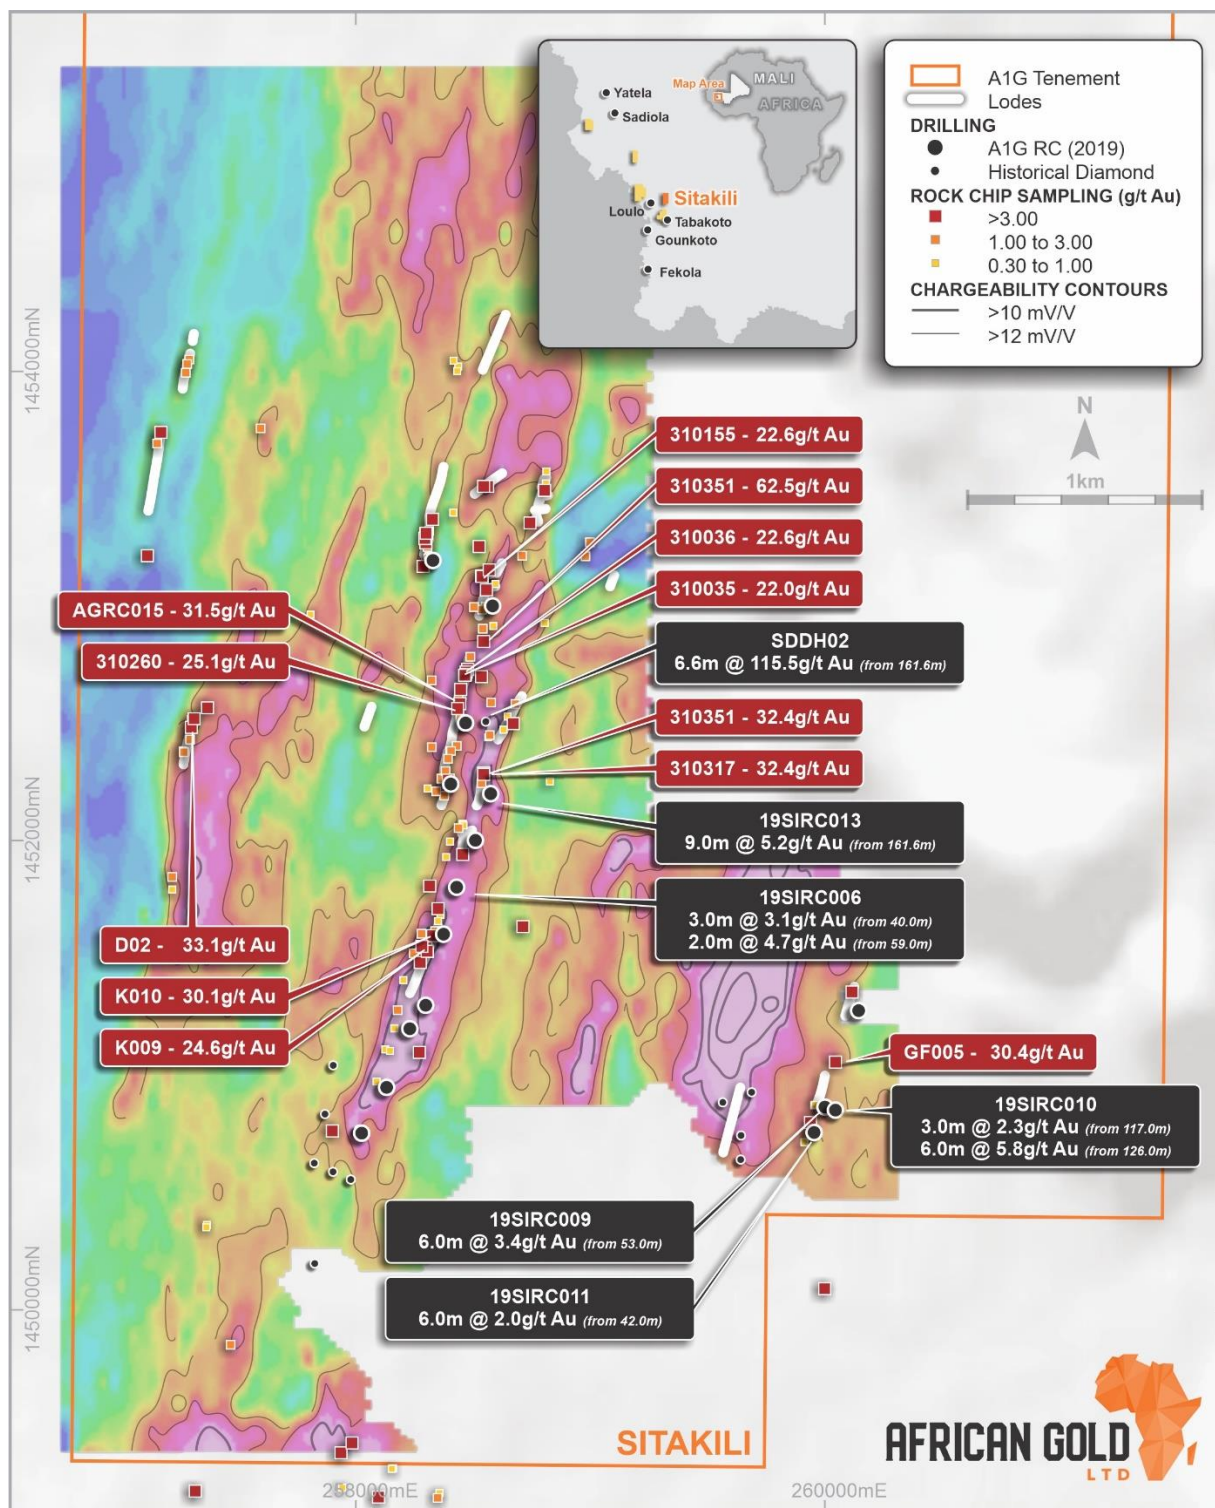 Yatela
Sadiola
Sitakili
Loulo
Tabakoto
Gounkoto
Fekola
Map Area
MALI
AFRICA
A1G Tenement
Lodes
DRILLING
A1G RC (2019)
Historical Diamond
ROCK CHIP SAMPLING (g/t Au)
>3.00
1.00 to 3.00
0.30 to 1.00
CHARGEABILITY CONTOURS
>10 mV/V
>12 mV/V
N
1km
1454000mN
1452000mN
1450000mN
310155 - 22.6g/t Au
310351 - 62.5g/t Au
310036 - 22.6g/t Au
310035 - 22.0g/t Au
AGRC015 - 31.5g/t Au
310260 - 25.1g/t Au
SDDH02
6.6m @ 115.5g/t Au (from 161.6m)
310351 - 32.4g/t Au
310317 - 32.4g/t Au
19SIRC013
9.0m @ 5.2g/t Au (from 161.6m)
19SIRC006
3.0m @ 3.1g/t Au (from 40.0m)
2.0m @ 4.7g/t Au (from 59.0m)
D02 - 33.1g/t Au
K010 - 30.1g/t Au
K009 - 24.6g/t Au
GF005 - 30.4g/t Au
19SIRC010
3.0m @ 2.3g/t Au (from 117.0m)
6.0m @ 5.8g/t Au (from 126.0m)
19SIRC009
6.0m @ 3.4g/t Au (from 53.0m)
19SIRC011
6.0m @ 2.0g/t Au (from 42.0m)
SITAKILI
AFRICAN GOLD
LTD
258000mE
260000mE